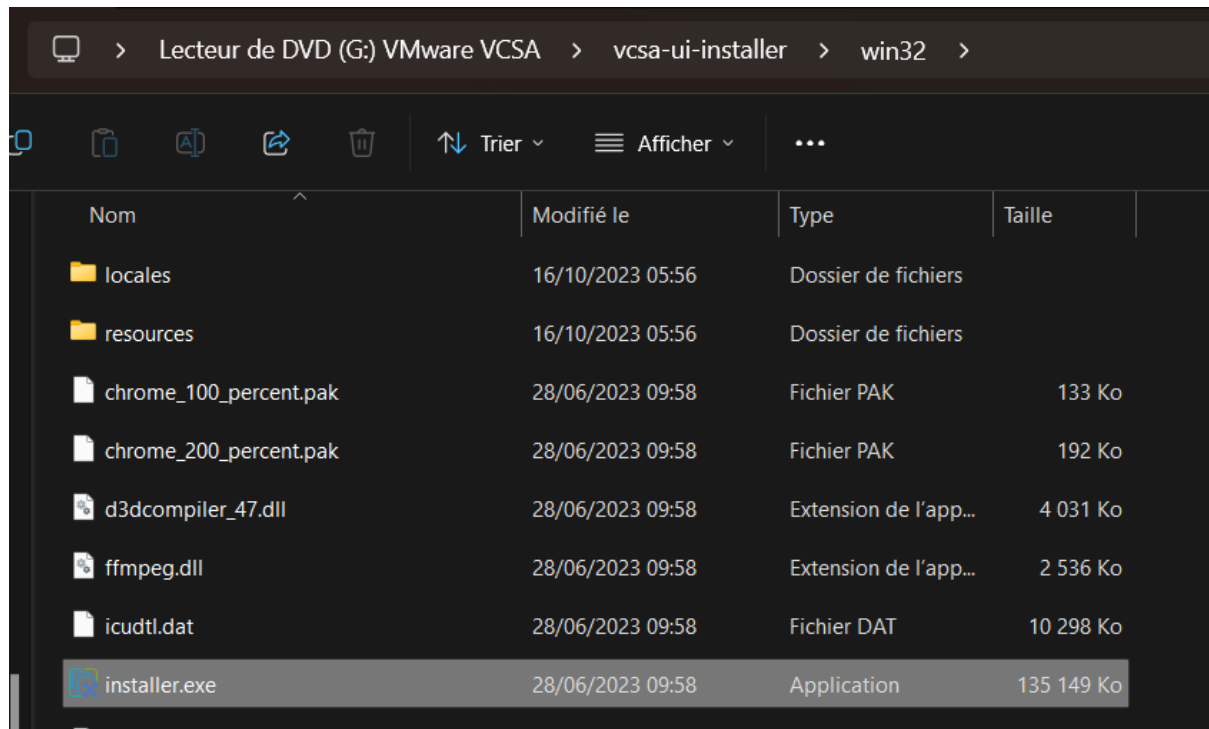 > Lecteur de DVD (G:) VMware VCSA > vcsa-ui-installer > win32 >
Trier Afficher ...
Nom Modifié le Type Taille
locales 16/10/2023 05:56 Dossier de fichiers
resources 16/10/2023 05:56 Dossier de fichiers
chrome_100_percent.pak 28/06/2023 09:58 Fichier PAK 133 Ko
chrome_200_percent.pak 28/06/2023 09:58 Fichier PAK 192 Ko
d3dcompiler_47.dll 28/06/2023 09:58 Extension de l’app... 4 031 Ko
ffmpeg.dll 28/06/2023 09:58 Extension de l’app... 2 536 Ko
icudtl.dat 28/06/2023 09:58 Fichier DAT 10 298 Ko
installer.exe 28/06/2023 09:58 Application 135 149 Ko